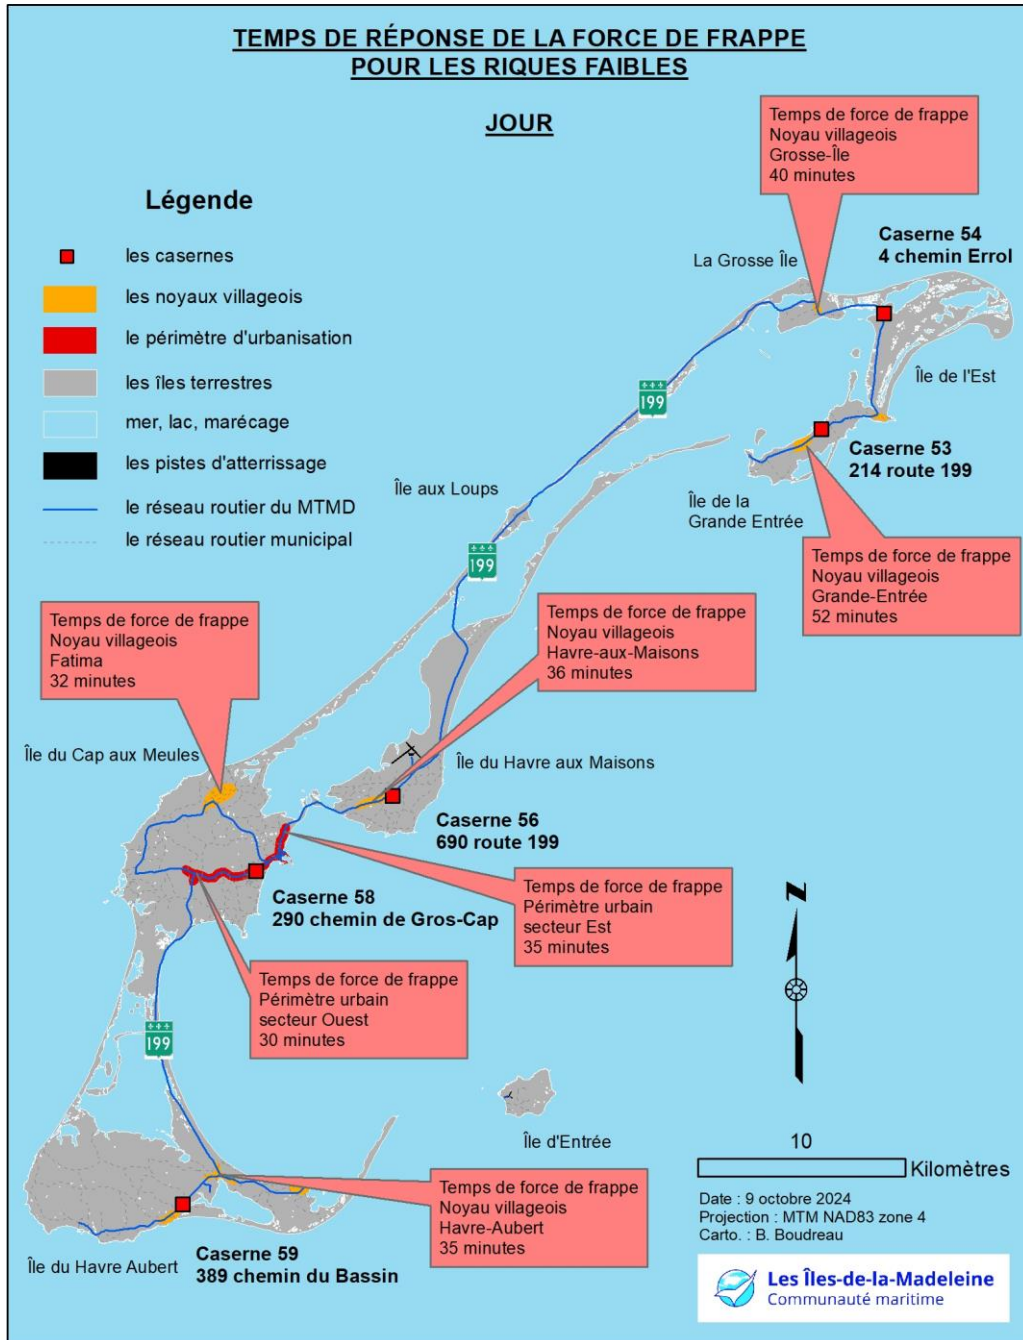 TEMPS DE RÉPONSE DE LA FORCE DE FRAPPE
POUR LES RIQUES FAIBLES
JOUR
Légende
les casernes
les noyaux villageois
le périmètre d'urbanisation
les îles terrestres
mer, lac, marécage
les pistes d'atterrissage
le réseau routier du MTMD
le réseau routier municipal
Temps de force de frappe
Noyau villageois
Grosse-Île
40 minutes
Caserne 54
4 chemin Errol
La Grosse Île
Île de l'Est
199
Caserne 53
214 route 199
Île aux Loups
Île de la
Grande Entrée
199
Temps de force de frappe
Noyau villageois
Grande-Entrée
52 minutes
Temps de force de frappe
Noyau villageois
Fatima
32 minutes
Temps de force de frappe
Noyau villageois
Havre-aux-Maisons
36 minutes
Île du Cap aux Meules
Île du Havre aux Maisons
Caserne 56
690 route 199
Caserne 58
290 chemin de Gros-Cap
Temps de force de frappe
Périmètre urbain
secteur Est
35 minutes
Temps de force de frappe
Périmètre urbain
secteur Ouest
30 minutes
199
N
Île d'Entrée
10
Kilomètres
Temps de force de frappe
Noyau villageois
Havre-Aubert
35 minutes
Île du Havre Aubert
Caserne 59
389 chemin du Bassin
Date : 9 octobre 2024
Projection : MTM NAD83 zone 4
Carto. : B. Boudreau
Les Îles-de-la-Madeleine
Communauté maritime